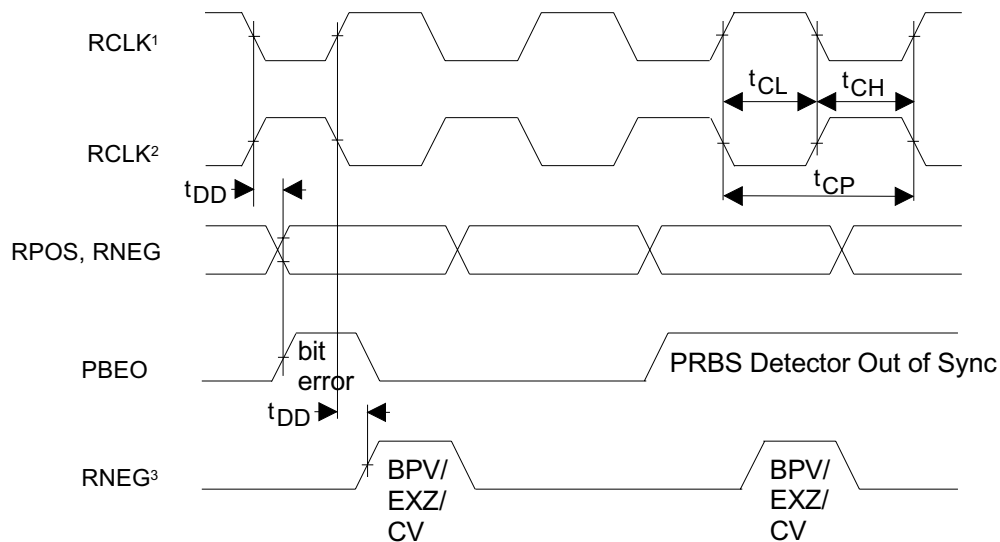 RCLK¹
tCL
tCH
RCLK²
tCP
tDD
RPOS, RNEG
PBEO
bit
error
PRBS Detector Out of Sync
tDD
RNEG³
BPV/
EXZ/
CV
BPV/
EXZ/
CV